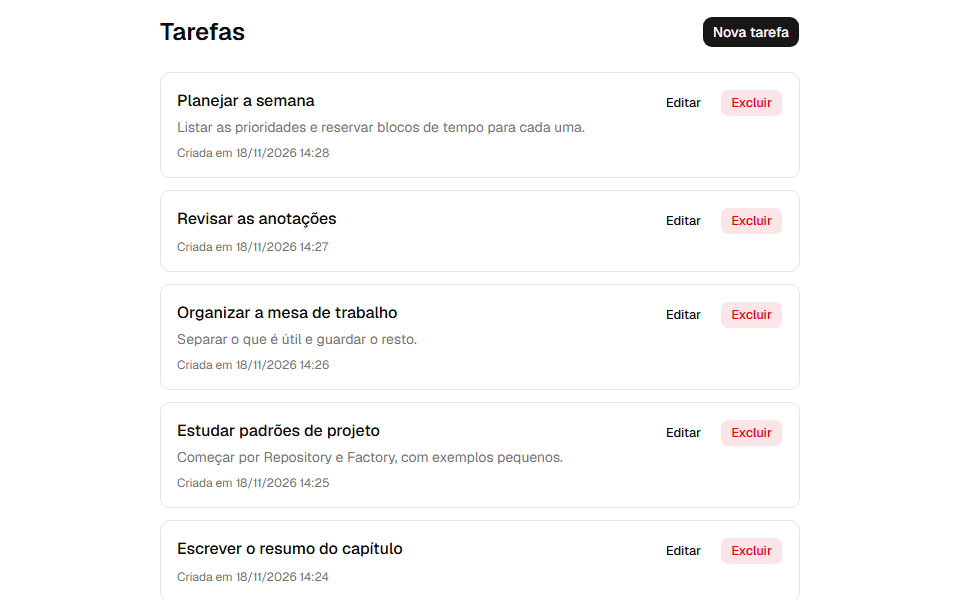 Tarefas
Nova tarefa
Planejar a semana
Editar
Excluir
Listar as prioridades e reservar blocos de tempo para cada uma.
Criada em 18/11/2026 14:28
Revisar as anotações
Editar
Excluir
Criada em 18/11/2026 14:27
Organizar a mesa de trabalho
Editar
Excluir
Separar o que é útil e guardar o resto.
Criada em 18/11/2026 14:26
Estudar padrões de projeto
Editar
Excluir
Começar por Repository e Factory, com exemplos pequenos.
Criada em 18/11/2026 14:25
Escrever o resumo do capítulo
Editar
Excluir
Criada em 18/11/2026 14:24